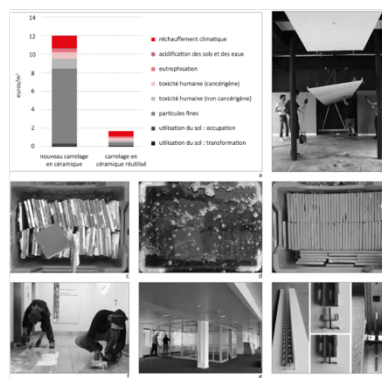 14
12
10
8
6
4
2
0
euros/m²
nouveau carrelage
en céramique
carrelage en
céramique réutilisé
réchauffement climatique
acidification des sols et des eaux
eutrophisation
toxicité humaine (cancérigène)
toxicité humaine (non cancérigène)
particules fines
utilisation du sol : occupation
utilisation du sol : transformation
a
c
d
f
e